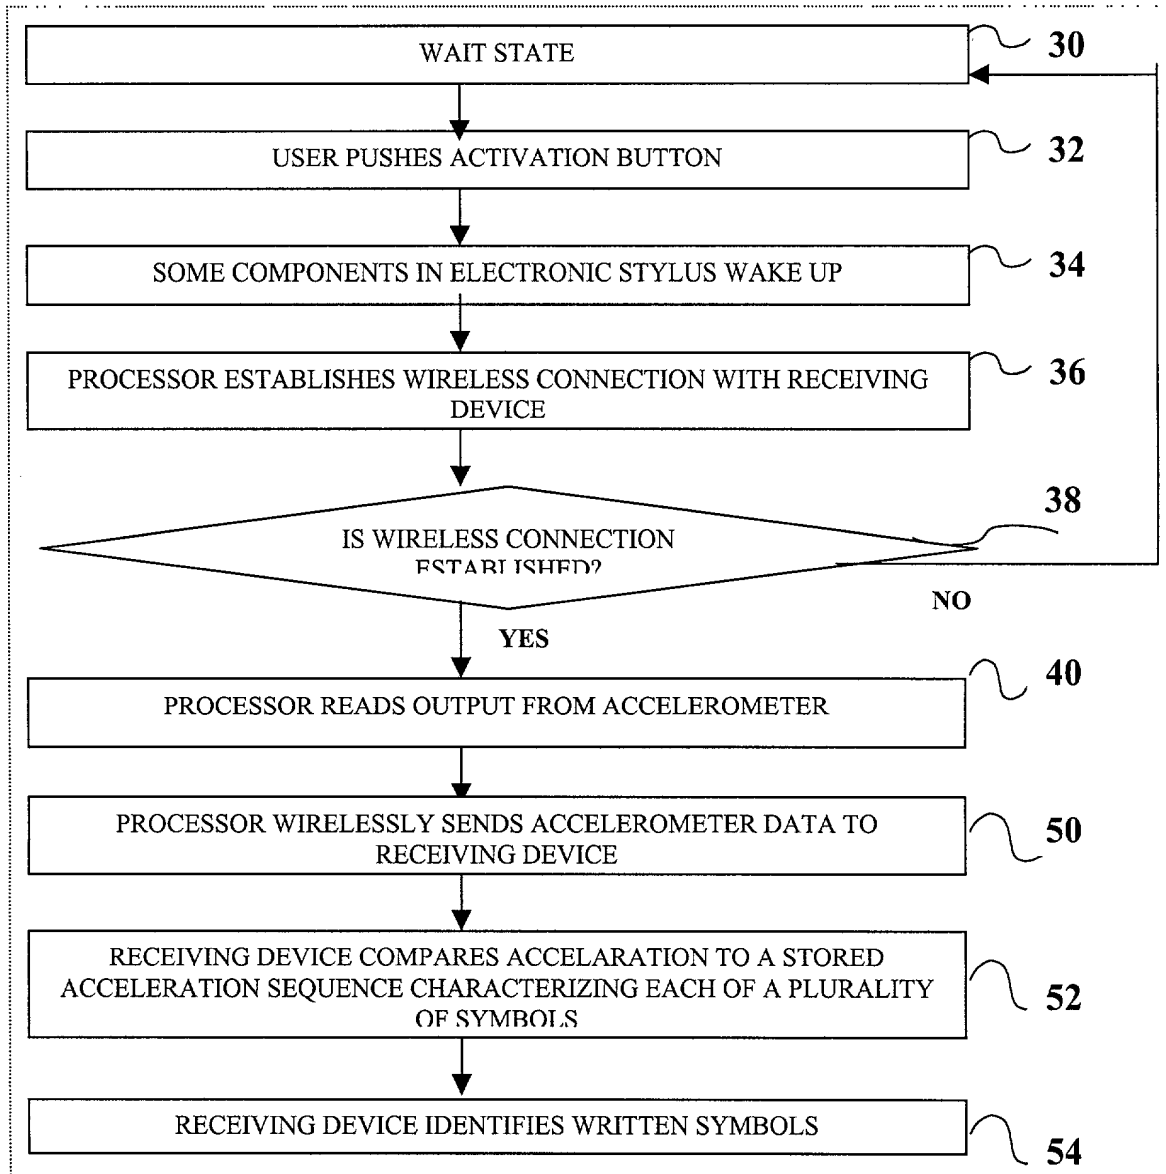 WAIT STATE
30
USER PUSHES ACTIVATION BUTTON
32
SOME COMPONENTS IN ELECTRONIC STYLUS WAKE UP
34
PROCESSOR ESTABLISHES WIRELESS CONNECTION WITH RECEIVING
DEVICE
36
IS WIRELESS CONNECTION
ESTABLISHED?
38
NO
YES
PROCESSOR READS OUTPUT FROM ACCELEROMETER
40
PROCESSOR WIRELESSLY SENDS ACCELEROMETER DATA TO
RECEIVING DEVICE
50
RECEIVING DEVICE COMPARES ACCELARATION TO A STORED
ACCELERATION SEQUENCE CHARACTERIZING EACH OF A PLURALITY
OF SYMBOLS
52
RECEIVING DEVICE IDENTIFIES WRITTEN SYMBOLS
54